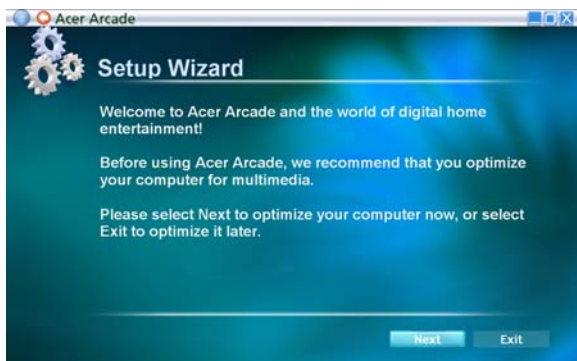 Acer Arcade
Setup Wizard
Welcome to Acer Arcade and the world of digital home
entertainment!
Before using Acer Arcade, we recommend that you optimize
your computer for multimedia.
Please select Next to optimize your computer now, or select
Exit to optimize it later.
Next
Exit